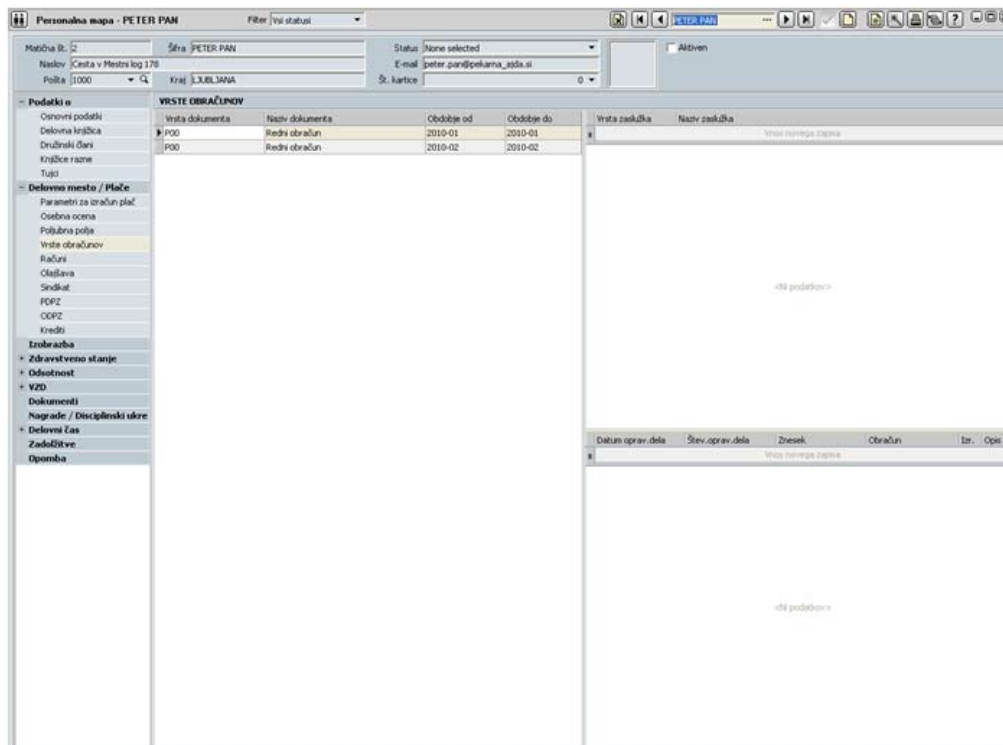 Personalna mapa - PETER PAN
Filter
Vsi statusi
PETER PAN
Matična št.
2
Šifra
PETER PAN
Status
None selected
Aktiven
Naslov
Cesta v Mestni log 178
E-mail
peter.pan@pekarna_ajda.si
Pošta
1000
Kraj
LJUBLJANA
Št. kartice
0
Podatki o
Osnovni podatki
Delovna knjižica
Družinski člani
Knjižice razne
Tujci
Delovno mesto / Plače
Parametri za izračun plač
Osebna ocena
Poljubna polja
Vrste obračunov
Računi
Olajšava
Sindikat
PDPZ
ODPZ
Krediti
Izobrazba
Zdravstveno stanje
Odsotnost
VZD
Dokumenti
Nagrade / Disciplinski ukre
Delovni čas
Zadolžitve
Opomba
VRSTE OBRAČUNOV
Vrsta dokumenta Naziv dokumenta Obdobje od Obdobje do
P00 Redni obračun 2010-01 2010-01
P00 Redni obračun 2010-02 2010-02
Vrsta zaslužka Naziv zaslužka
Vnos novega zapisa
<Ni podatkov>
Datum oprav.dela Štev.oprav.dela Znesek Obračun Izr. Opis
Vnos novega zapisa
<Ni podatkov>